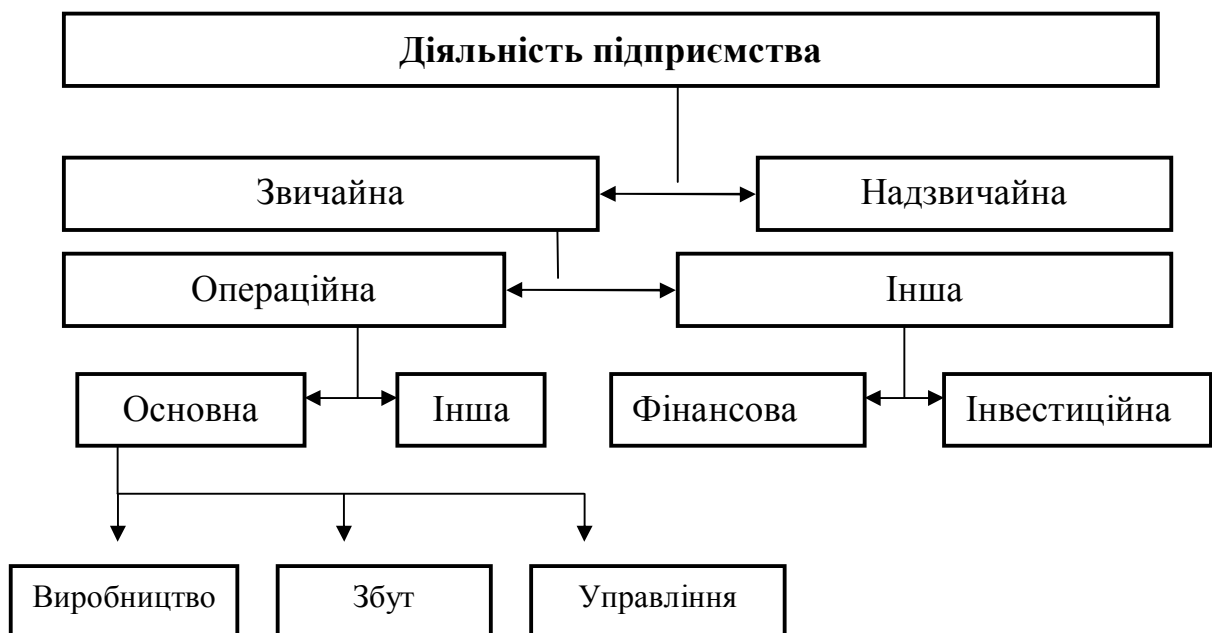 Діяльність підприємства
Звичайна
Надзвичайна
Операційна
Інша
Основна
Інша
Фінансова
Інвестиційна
Виробництво
Збут
Управління